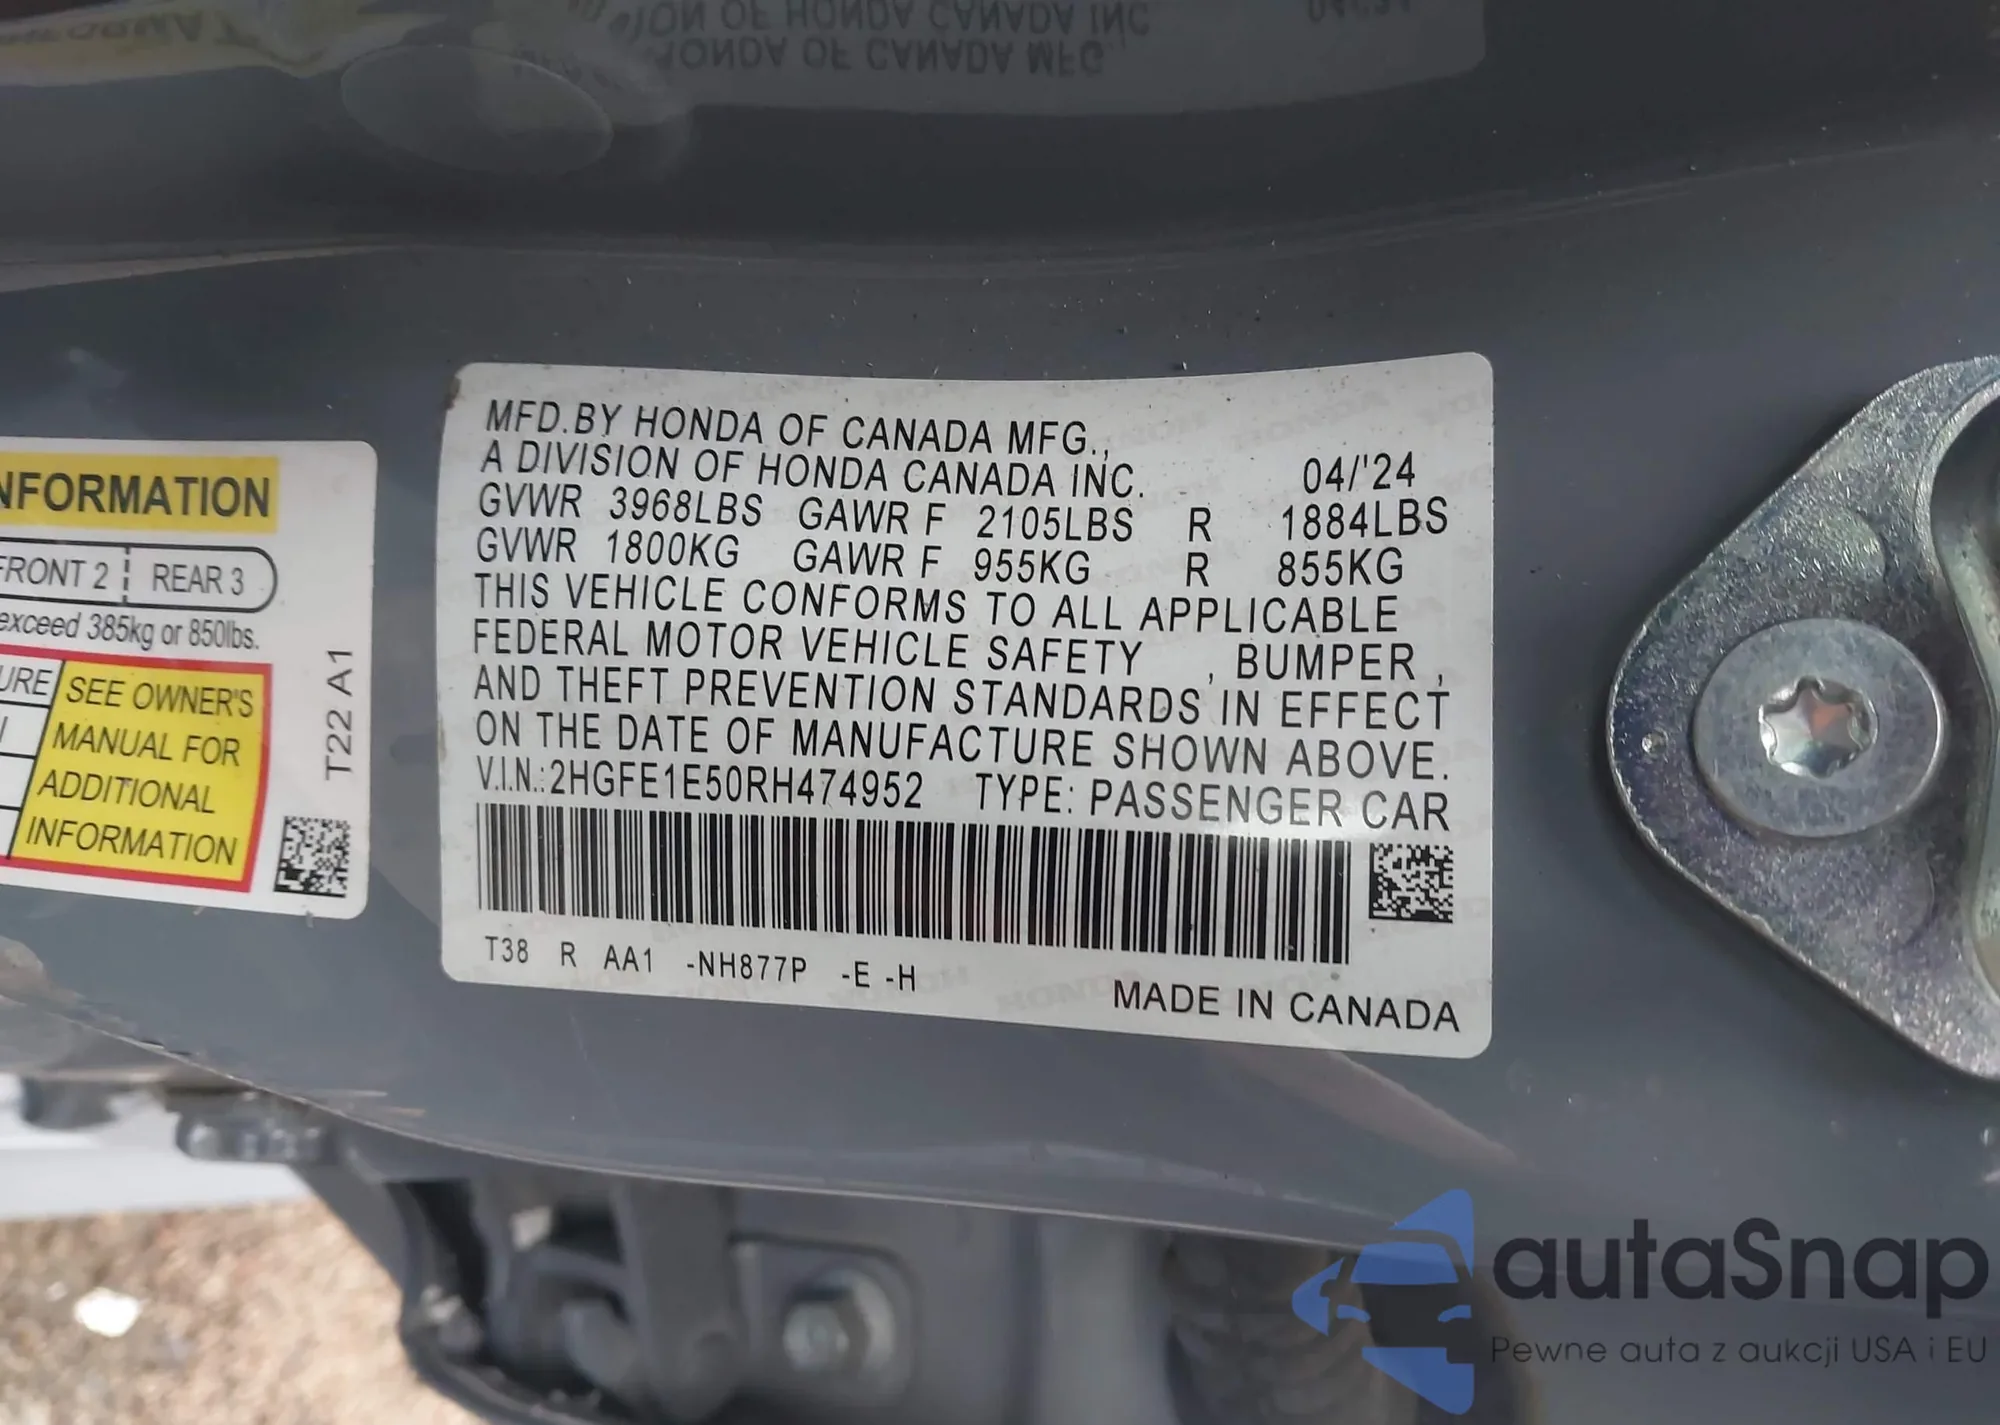 MFD.BY HONDA OF CANADA MFG.,
A DIVISION OF HONDA CANADA INC. 04/'24
GVWR 3968LBS GAWR F 2105LBS R 1884LBS
GVWR 1800KG GAWR F 955KG R 855KG
THIS VEHICLE CONFORMS TO ALL APPLICABLE
FEDERAL MOTOR VEHICLE SAFETY , BUMPER ,
AND THEFT PREVENTION STANDARDS IN EFFECT
ON THE DATE OF MANUFACTURE SHOWN ABOVE.
V.I.N.:2HGFE1E50RH474952 TYPE: PASSENGER CAR
T38 R AA1 -NH877P -E -H
MADE IN CANADA
NFORMATION
FRONT 2 REAR 3
exceed 385kg or 850lbs.
URE SEE OWNER'S
MANUAL FOR
ADDITIONAL
INFORMATION
T22 A1
autaSnap
Pewne auta z aukcji USA i EU